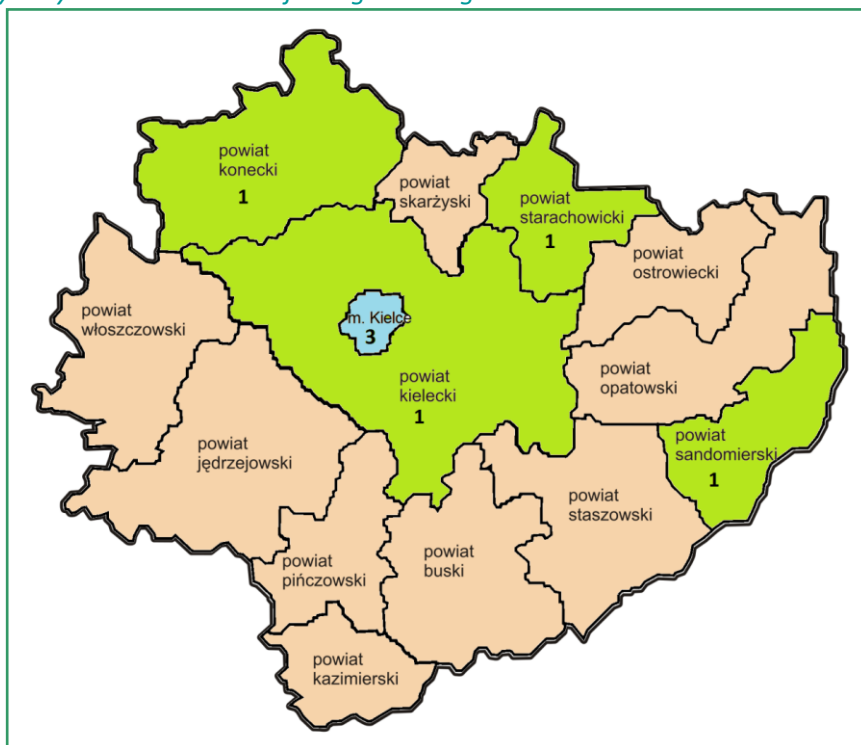 powiat
konecki
1
powiat
skarżyski
powiat
starachowicki
1
powiat
ostrowiecki
powiat
włoszczowski
m. Kielce
3
powiat
kielecki
1
powiat
opatowski
powiat
sandomierski
1
powiat
jędrzejowski
powiat
staszowski
powiat
pińczowski
powiat
buski
powiat
kazimierski